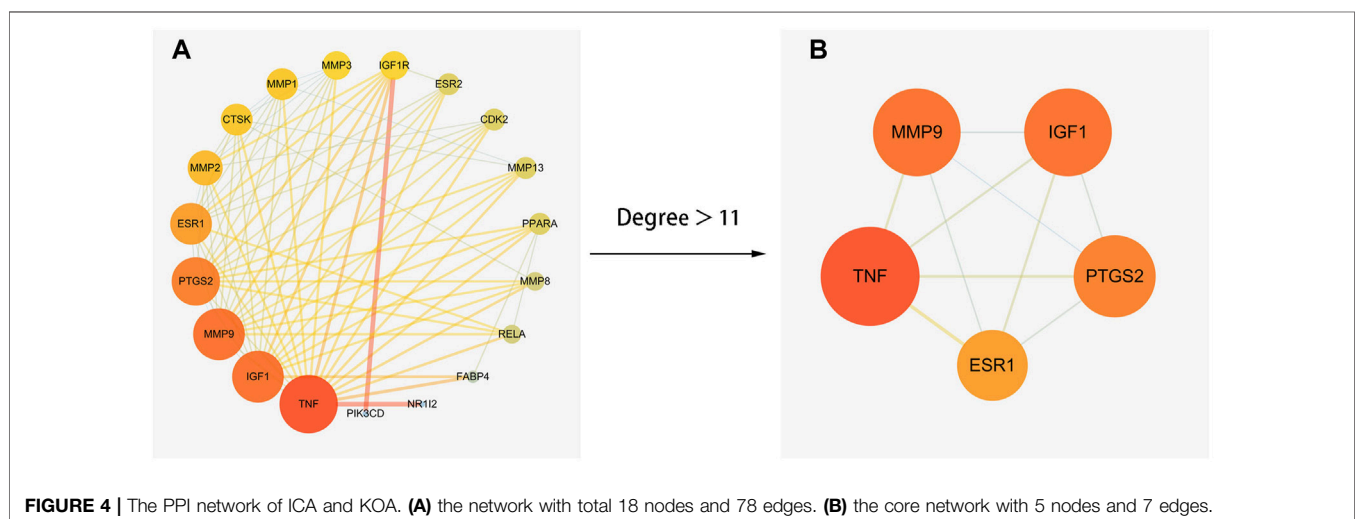 A
MMP3
IGF1R
MMP1
ESR2
CTSK
CDK2
MMP2
MMP13
ESR1
PPARA
PTGS2
MMP8
MMP9
RELA
IGF1
FABP4
TNF
PIK3CD
NR1I2
Degree > 11
B
MMP9
IGF1
TNF
PTGS2
ESR1
FIGURE 4 | The PPI network of ICA and KOA. (A) the network with total 18 nodes and 78 edges. (B) the core network with 5 nodes and 7 edges.